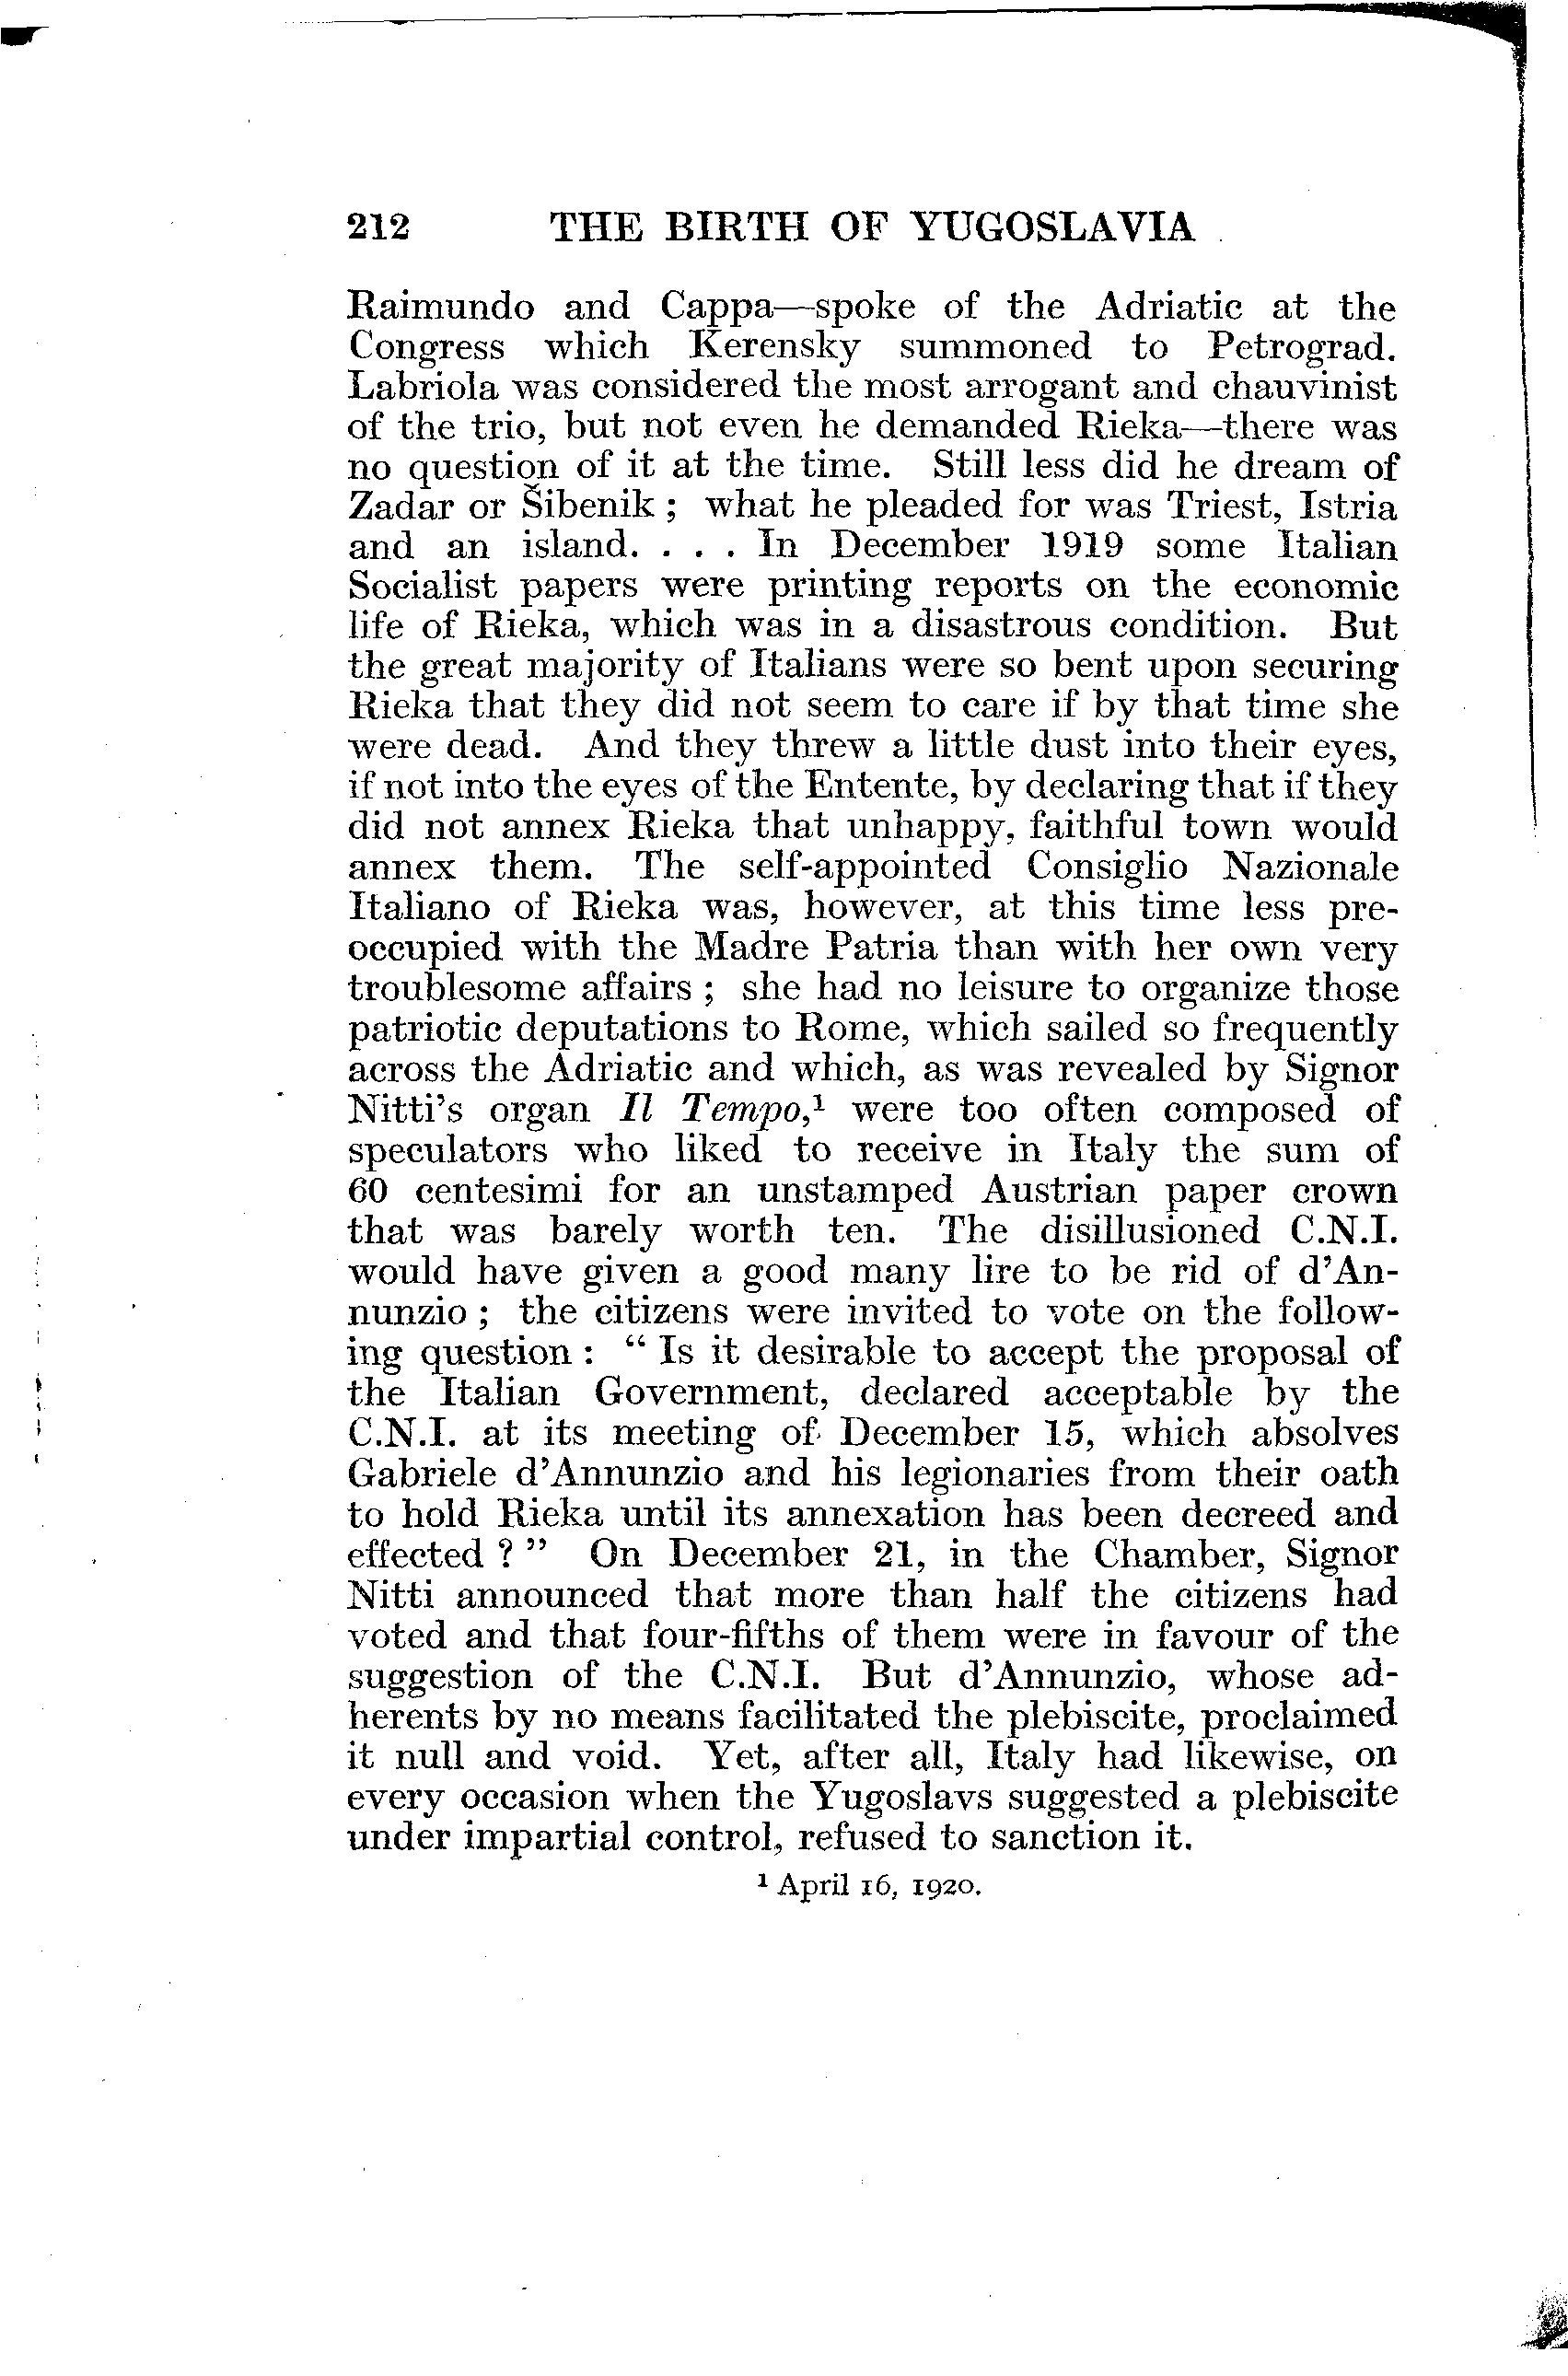 212 THE BIRTH OF YUGOSLAVIA
Raimundo and Cappa—spoke of the Adriatic at the
Congress which Kerensky summoned to Petrograd.
Labriola was considered the most arrogant and chauvinist
of the trio, but not even he demanded Rieka—there was
no question of it at the time. Still less did he dream of
Zadar or Šibenik ; what he pleaded for was Triest, Istria
and an island. . . . In December 1919 some Italian
Socialist papers were printing reports on the economic
life of Rieka, which was in a disastrous condition. But
the great majority of Italians were so bent upon securing
Rieka that they did not seem to care if by that time she
were dead. And they threw a little dust into their eyes,
if not into the eyes of the Entente, by declaring that if they
did not annex Rieka that unhappy, faithful town would
annex them. The self-appointed Consiglio Nazionale
Italiano of Rieka was, however, at this time less pre-
occupied with the Madre Patria than with her own very
troublesome affairs ; she had no leisure to organize those
patriotic deputations to Rome, which sailed so frequently
across the Adriatic and which, as was revealed by Signor
Nitti's organ Il Tempo,¹ were too often composed of
speculators who liked to receive in Italy the sum of
60 centesimi for an unstamped Austrian paper crown
that was barely worth ten. The disillusioned C.N.I.
would have given a good many lire to be rid of d'An-
nunzio ; the citizens were invited to vote on the follow-
ing question : " Is it desirable to accept the proposal of
the Italian Government, declared acceptable by the
C.N.I. at its meeting of December 15, which absolves
Gabriele d'Annunzio and his legionaries from their oath
to hold Rieka until its annexation has been decreed and
effected ? " On December 21, in the Chamber, Signor
Nitti announced that more than half the citizens had
voted and that four-fifths of them were in favour of the
suggestion of the C.N.I. But d'Annunzio, whose ad-
herents by no means facilitated the plebiscite, proclaimed
it null and void. Yet, after all, Italy had likewise, on
every occasion when the Yugoslavs suggested a plebiscite
under impartial control, refused to sanction it.
¹ April 16, 1920.